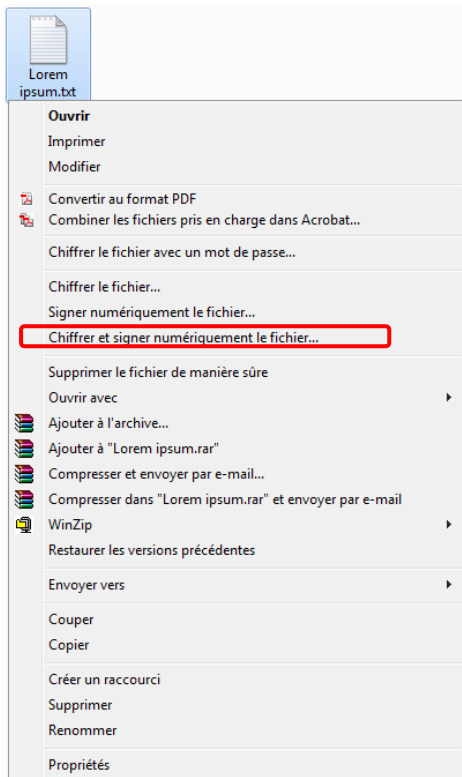 Lorem
ipsum.txt
Ouvrir
Imprimer
Modifier
Convertir au format PDF
Combiner les fichiers pris en charge dans Acrobat...
Chiffrer le fichier avec un mot de passe...
Chiffrer le fichier...
Signer numériquement le fichier...
Chiffrer et signer numériquement le fichier...
Supprimer le fichier de manière sûre
Ouvrir avec
Ajouter à l'archive...
Ajouter à "Lorem ipsum.rar"
Compresser et envoyer par e-mail...
Compresser dans "Lorem ipsum.rar" et envoyer par e-mail
WinZip
Restaurer les versions précédentes
Envoyer vers
Couper
Copier
Créer un raccourci
Supprimer
Renommer
Propriétés